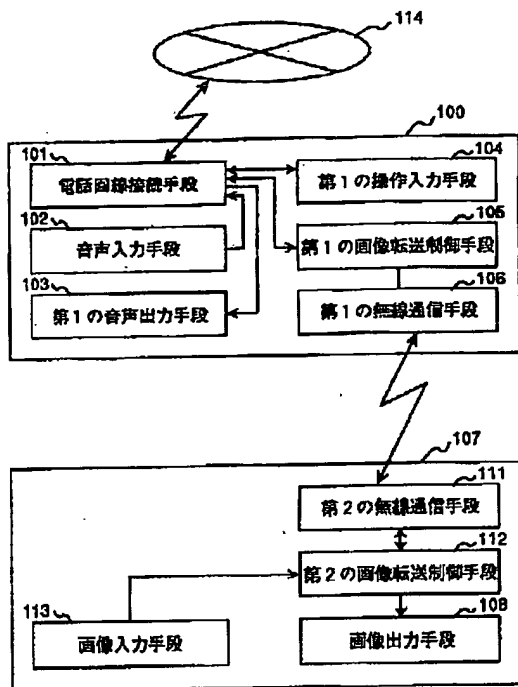 114
100
101
電話回線接続手段
104
第1の操作入力手段
102
音声入力手段
105
第1の画像転送制御手段
103
第1の音声出力手段
106
第1の無線通信手段
107
111
第2の無線通信手段
112
第2の画像転送制御手段
113
画像入力手段
108
画像出力手段